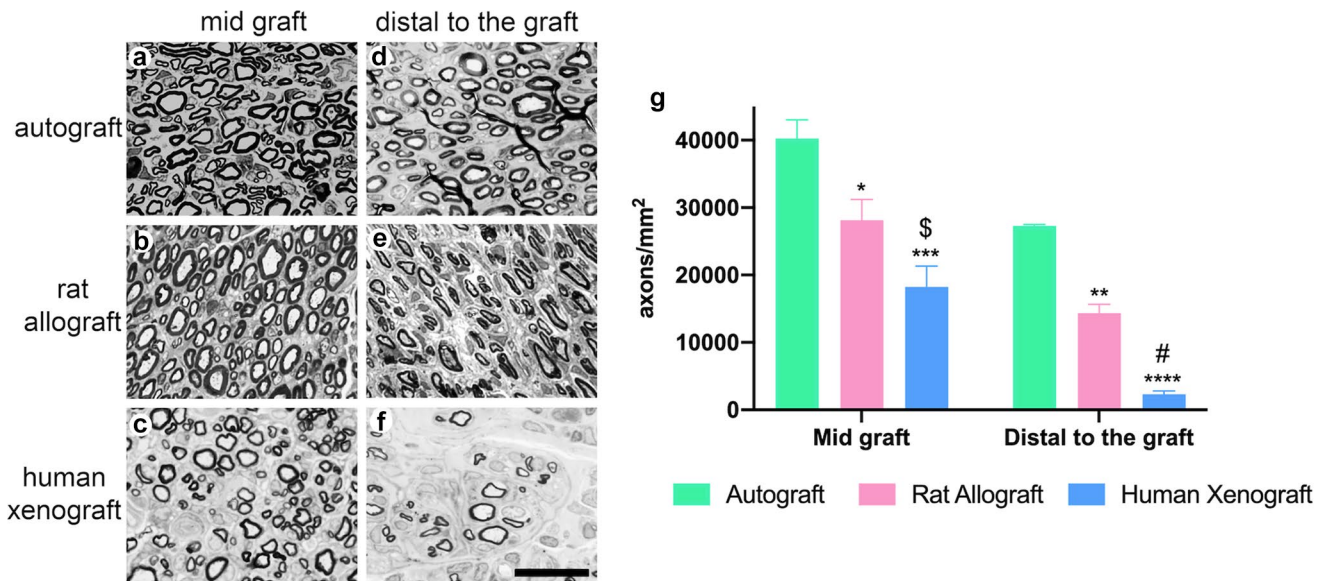 mid graft
distal to the graft
autograft
a
d
rat
allograft
b
e
human
xenograft
c
f
g
axons/mm²
40000
30000
20000
10000
0
*
$
***
**
#
****
Mid graft
Distal to the graft
Autograft
Rat Allograft
Human Xenograft